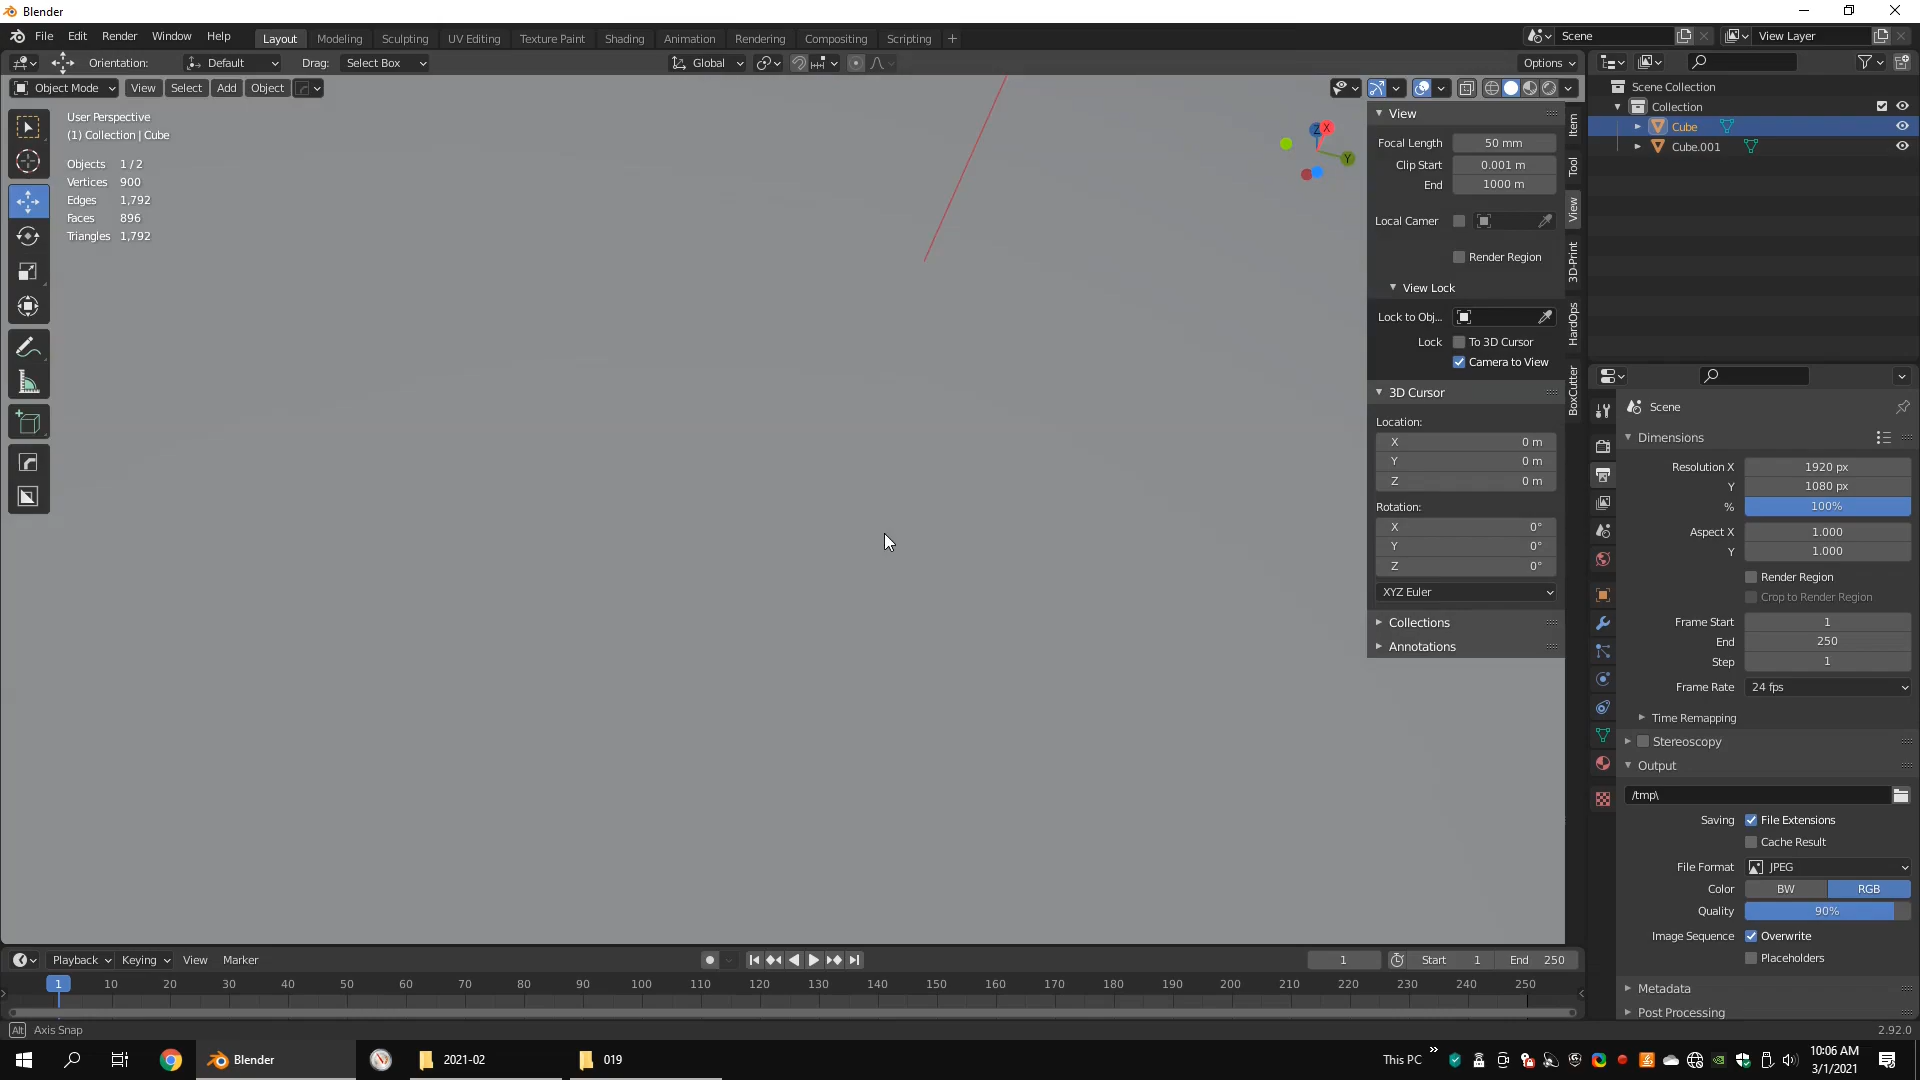 Blender
File Edit Render Window Help Layout Modeling Sculpting UV Editing Texture Paint Shading Animation Rendering Compositing Scripting + Scene View Layer
Orientation: Default Drag: Select Box Global Options
Object Mode View Select Add Object
User Perspective
(1) Collection | Cube
Objects 1 / 2
Vertices 900
Edges 1,792
Faces 896
Triangles 1,792
Z X
Y
View
Focal Length 50 mm
Clip Start 0.001 m
End 1000 m
Local Camer
Render Region
View Lock
Lock to Obj...
Lock To 3D Cursor
Camera to View
3D Cursor
Location:
X 0 m
Y 0 m
Z 0 m
Rotation:
X 0°
Y 0°
Z 0°
XYZ Euler
Collections
Annotations
Item
Tool
View
3D-Print
HardOps
BoxCutter
Scene Collection
Collection
Cube
Cube.001
Scene
Dimensions
Resolution X 1920 px
Y 1080 px
% 100%
Aspect X 1.000
Y 1.000
Render Region
Crop to Render Region
Frame Start 1
End 250
Step 1
Frame Rate 24 fps
Time Remapping
Stereoscopy
Output
/tmp\
Saving File Extensions
Cache Result
File Format JPEG
Color BW RGB
Quality 90%
Image Sequence Overwrite
Placeholders
Metadata
Post Processing
Playback Keying View Marker 1 Start 1 End 250
1 10 20 30 40 50 60 70 80 90 100 110 120 130 140 150 160 170 180 190 200 210 220 230 240 250
Alt Axis Snap 2.92.0
Blender 2021-02 019 This PC » 10:06 AM
3/1/2021